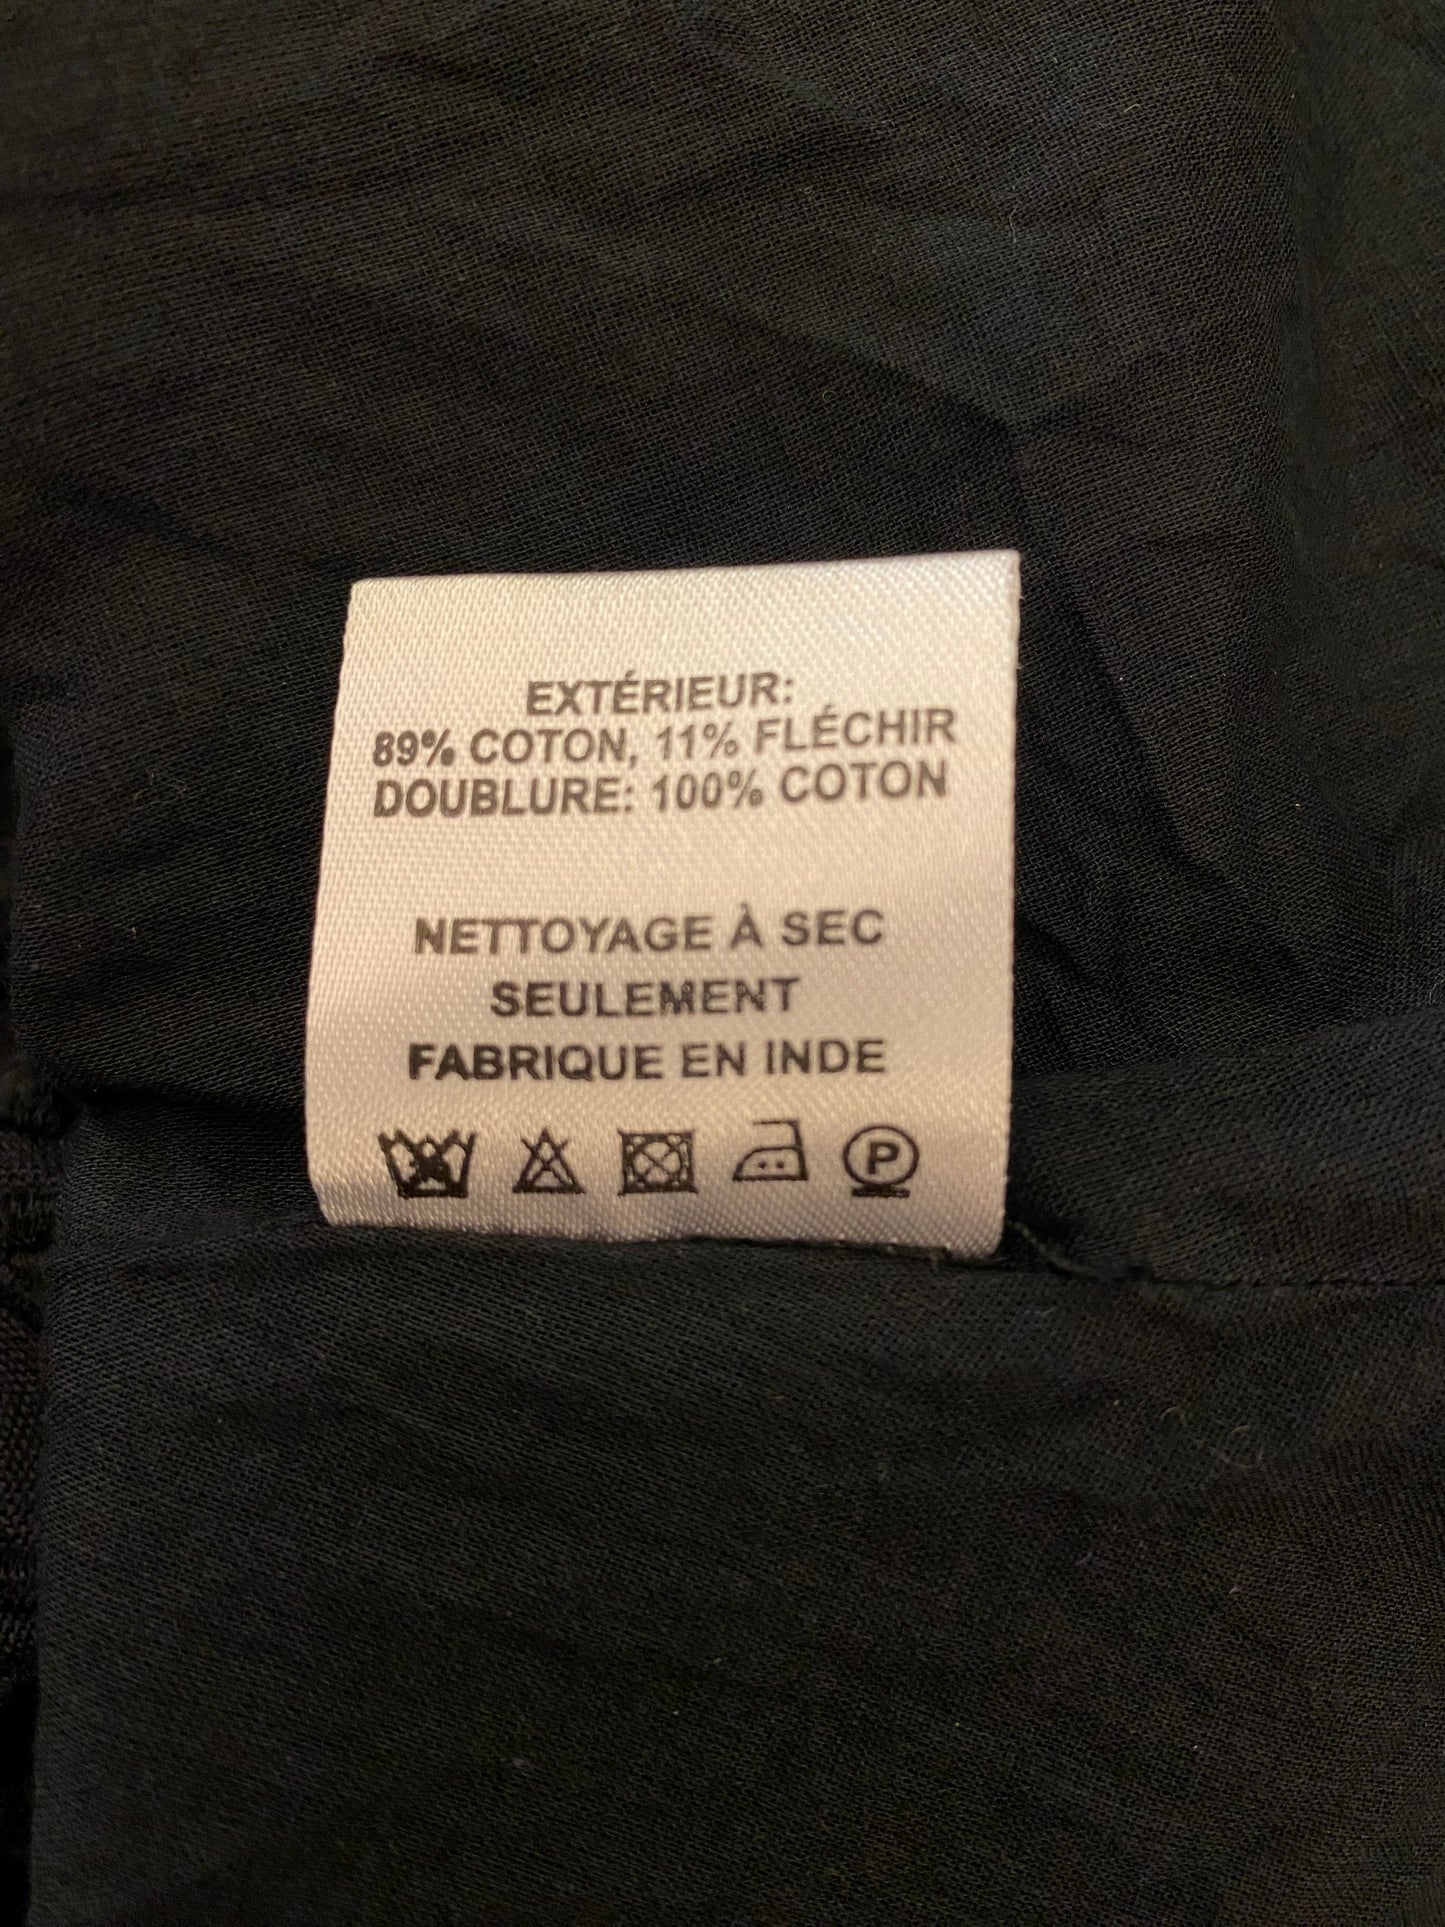 EXTÉRIEUR:
89% COTON, 11% FLÉCHIR
DOUBLURE: 100% COTON
NETTOYAGE À SEC
SEULEMENT
FABRIQUE EN INDE
P